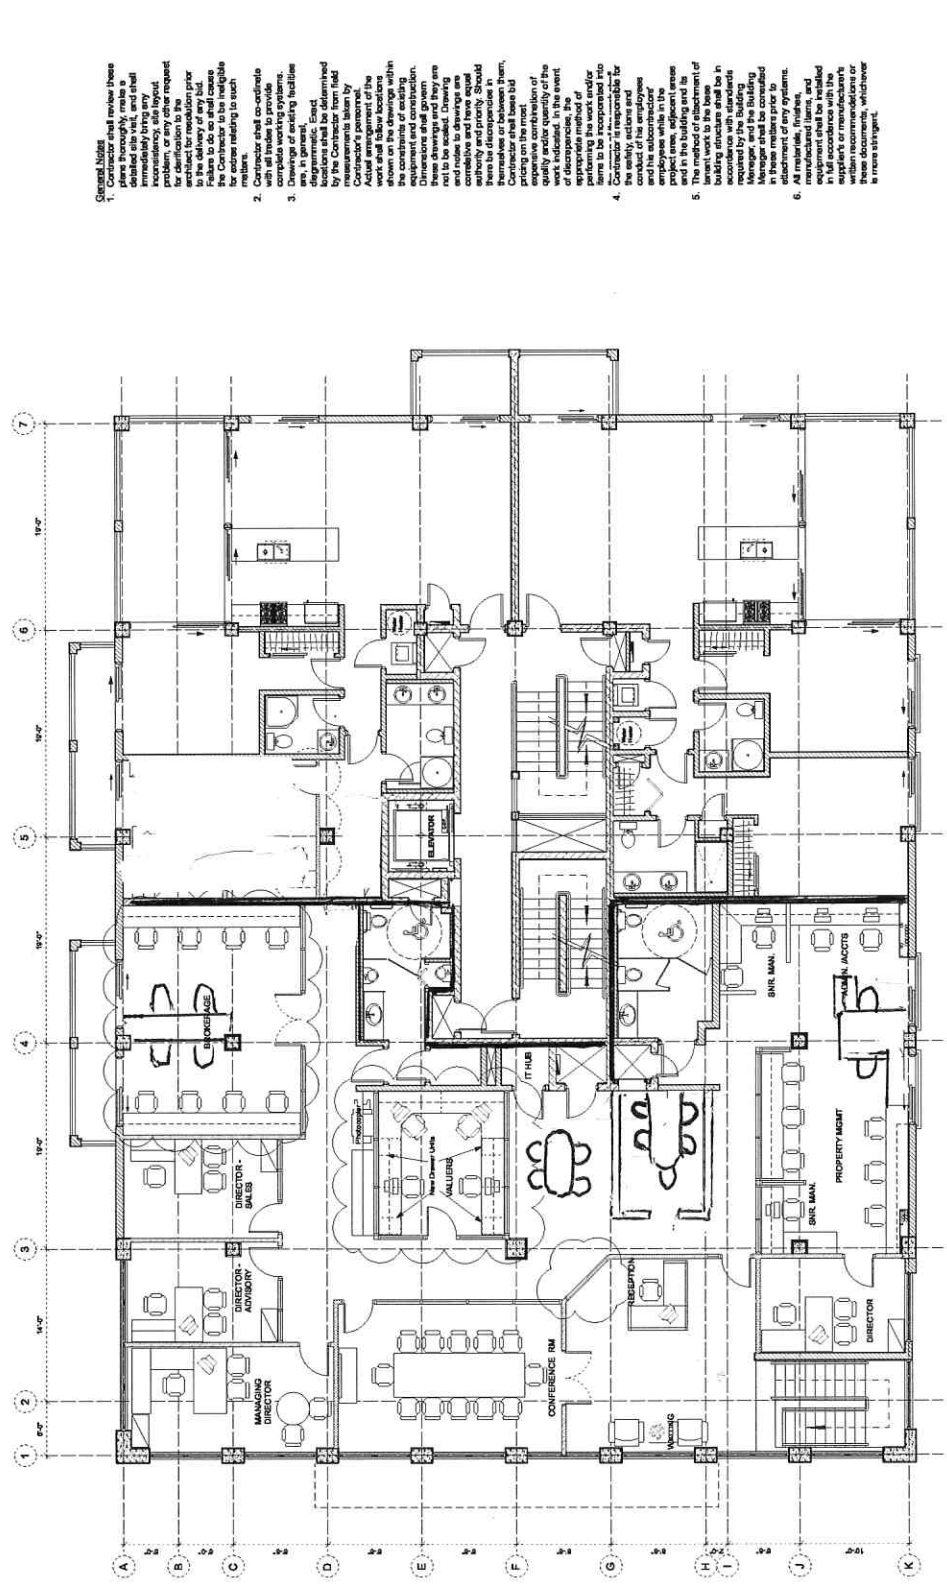 General Notes
1. Contractor shall review these
plans thoroughly, make a
detailed site visit, and shall
immediately bring any
inconsistency, site layout
problem, or any other request
for clarification to the
architect for resolution prior
to the delivery of any bid.
Failure to do so shall cause
the Contractor to be ineligible
for extras relating to such
matters.
2. Contractor shall co-ordinate
with all trades to provide
complete working systems.
3. Drawings of existing facilities
are, in general,
diagrammatic. Exact
locations shall be determined
by the Contractor from field
measurements taken by
Contractor's personnel.
Actual arrangement of the
work shall follow locations
shown on the drawings within
the constraints of existing
equipment and construction.
Dimensions shall govern
these drawings and they are
not to be scaled. Drawing
and notes to drawings are
correlative and have equal
authority and priority. Should
there be discrepancies in
themselves or between them,
Contractor shall base bid
pricing on the most
expensive combination of
quality and/or quantity of the
work indicated. In the event
of discrepancies, the
appropriate method of
performing the work and/or
items to be incorporated into
4. Contractor is responsible for
the safety, actions and
conduct of his employees
and his subcontractors'
employees while in the
project area, adjacent areas
and in the building and its
5. The method of attachment of
tenant work to the base
building structure shall be in
accordance with standards
required by the Building
Manager, and the Building
Manager shall be consulted
in these matters prior to
attachment of any systems.
6. All materials, finishes,
manufactured items, and
equipment shall be installed
in full accordance with the
supplier's or manufacturer's
written recommendations or
these documents, whichever
is more stringent.
7
19'-0"
6
19'-0"
5
19'-0"
4
19'-0"
3
14'-0"
2
1
A
B
C
D
E
F
G
H
I
J
K
ELEVATOR
BROKERAGE
IT HUB
Photocopier
New Drawer Units
VALUERS
DIRECTOR -
SALES
DIRECTOR -
ADVISORY
MANAGING
DIRECTOR
CONFERENCE RM
RECEPTION
WAITING
SNR. MAN.
ADMIN. /ACCTS
PROPERTY MGMT
SNR. MAN.
DIRECTOR